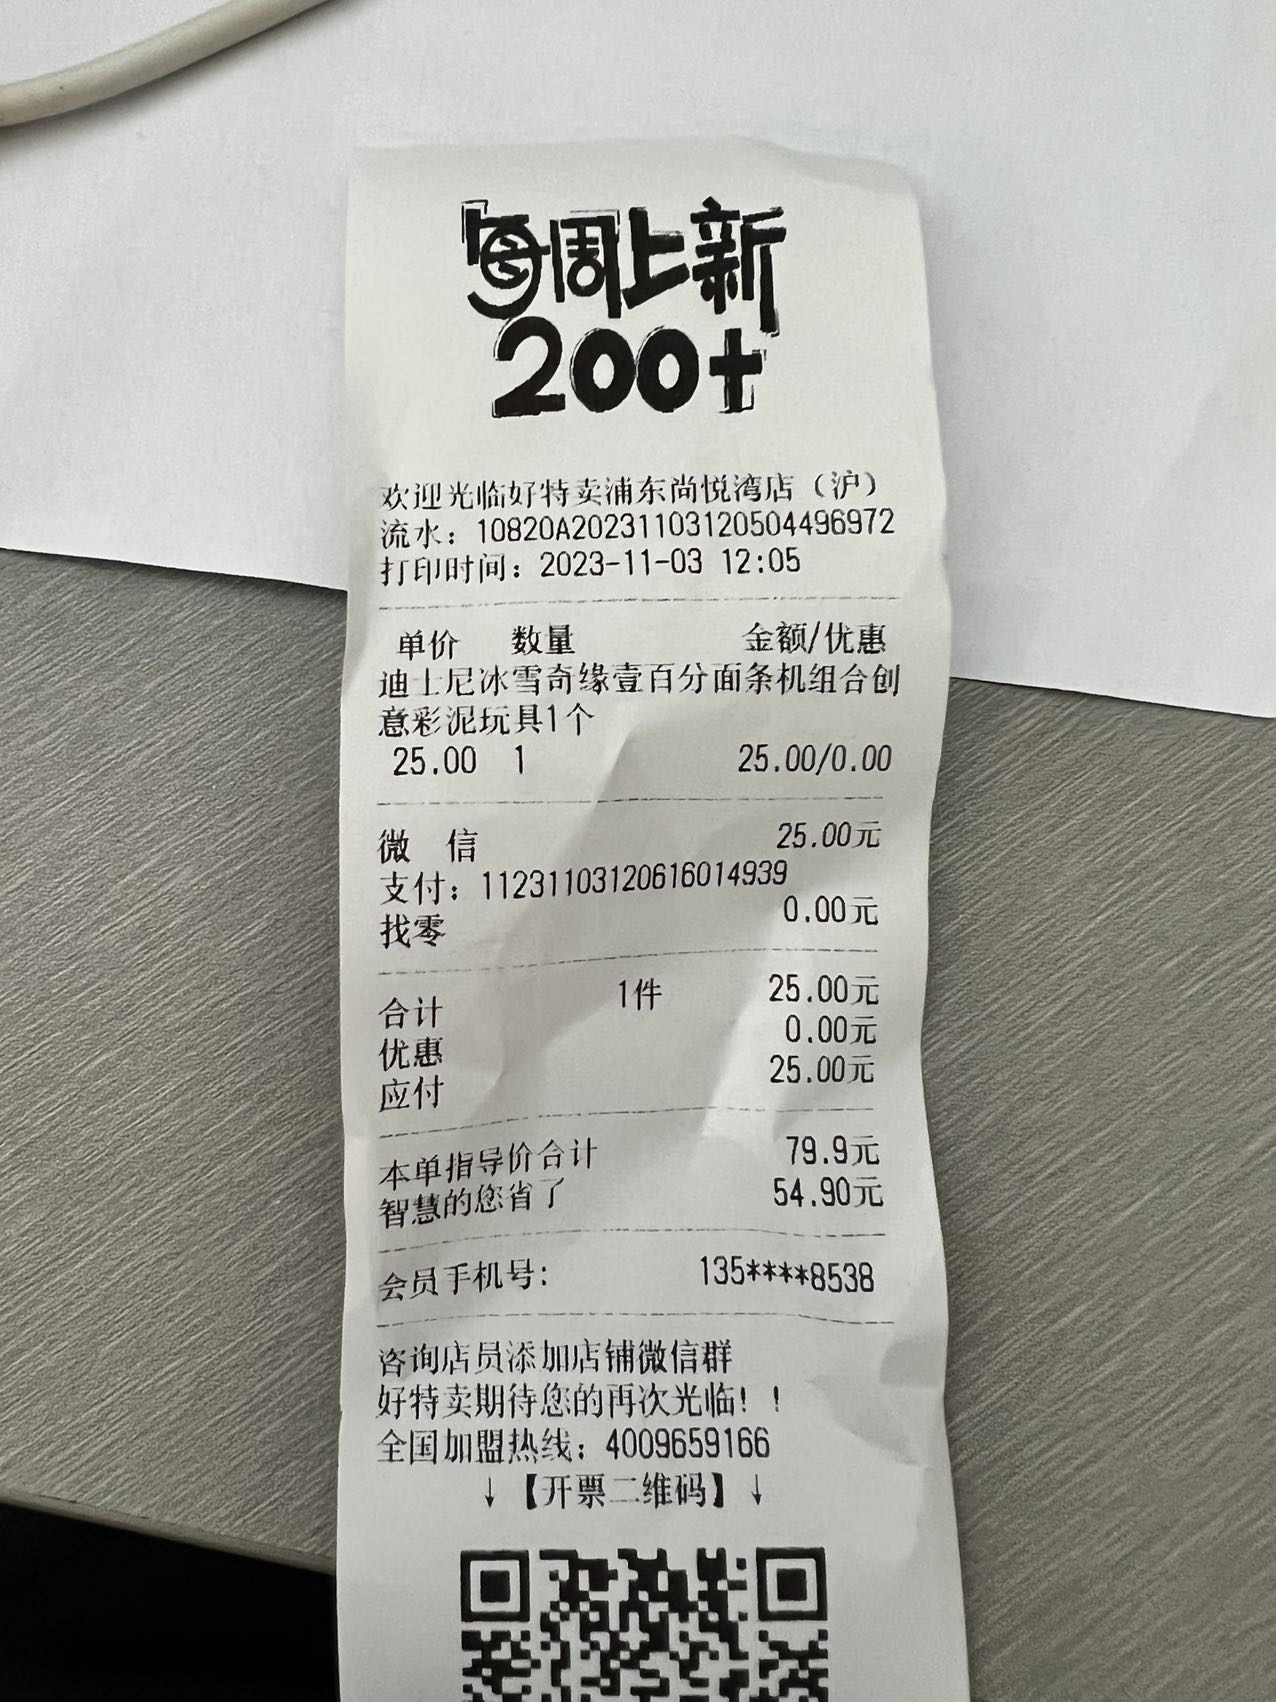 每周上新
200+
欢迎光临好特卖浦东尚悦湾店（沪）
流水：10820A20231103120504496972
打印时间：2023-11-03 12:05
单价 数量 金额/优惠
迪士尼冰雪奇缘壹百分面条机组合创
意彩泥玩具1个
25.00 1 25.00/0.00
微 信 25.00元
支付：11231103120616014939
找零 0.00元
合计 1件 25.00元
优惠 0.00元
应付 25.00元
本单指导价合计 79.9元
智慧的您省了 54.90元
会员手机号： 135****8538
咨询店员添加店铺微信群
好特卖期待您的再次光临！！
全国加盟热线：4009659166
↓【开票二维码】↓